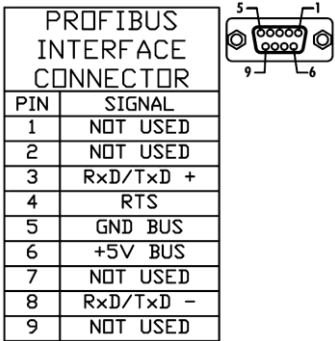 PROFIBUS
INTERFACE
CONNECTOR
PIN SIGNAL
1 NOT USED
2 NOT USED
3 RxD/TxD +
4 RTS
5 GND BUS
6 +5V BUS
7 NOT USED
8 RxD/TxD -
9 NOT USED
5 1
9 6